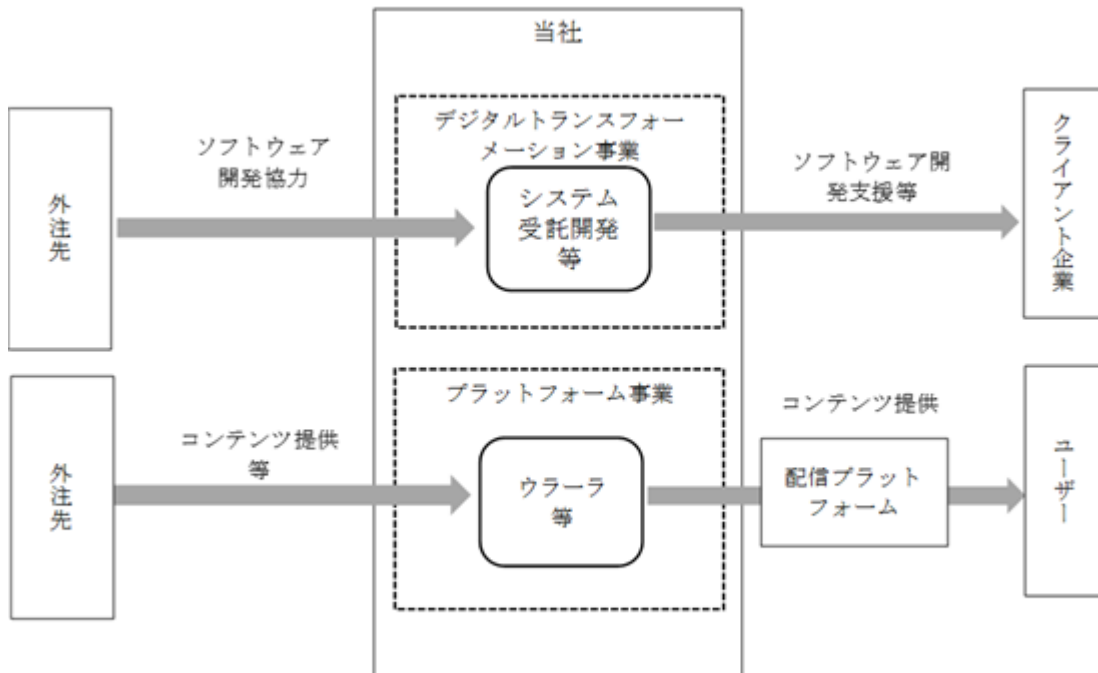 当社
デジタルトランスフォー
メーション事業
ソフトウェア
開発協力
ソフトウェア開
発支援等
外注先
システム
受託開発
等
クライアント企業
プラットフォーム事業
コンテンツ提供
等
コンテンツ提供
外注先
ウラーラ
等
配信プラット
フォーム
ユーザー